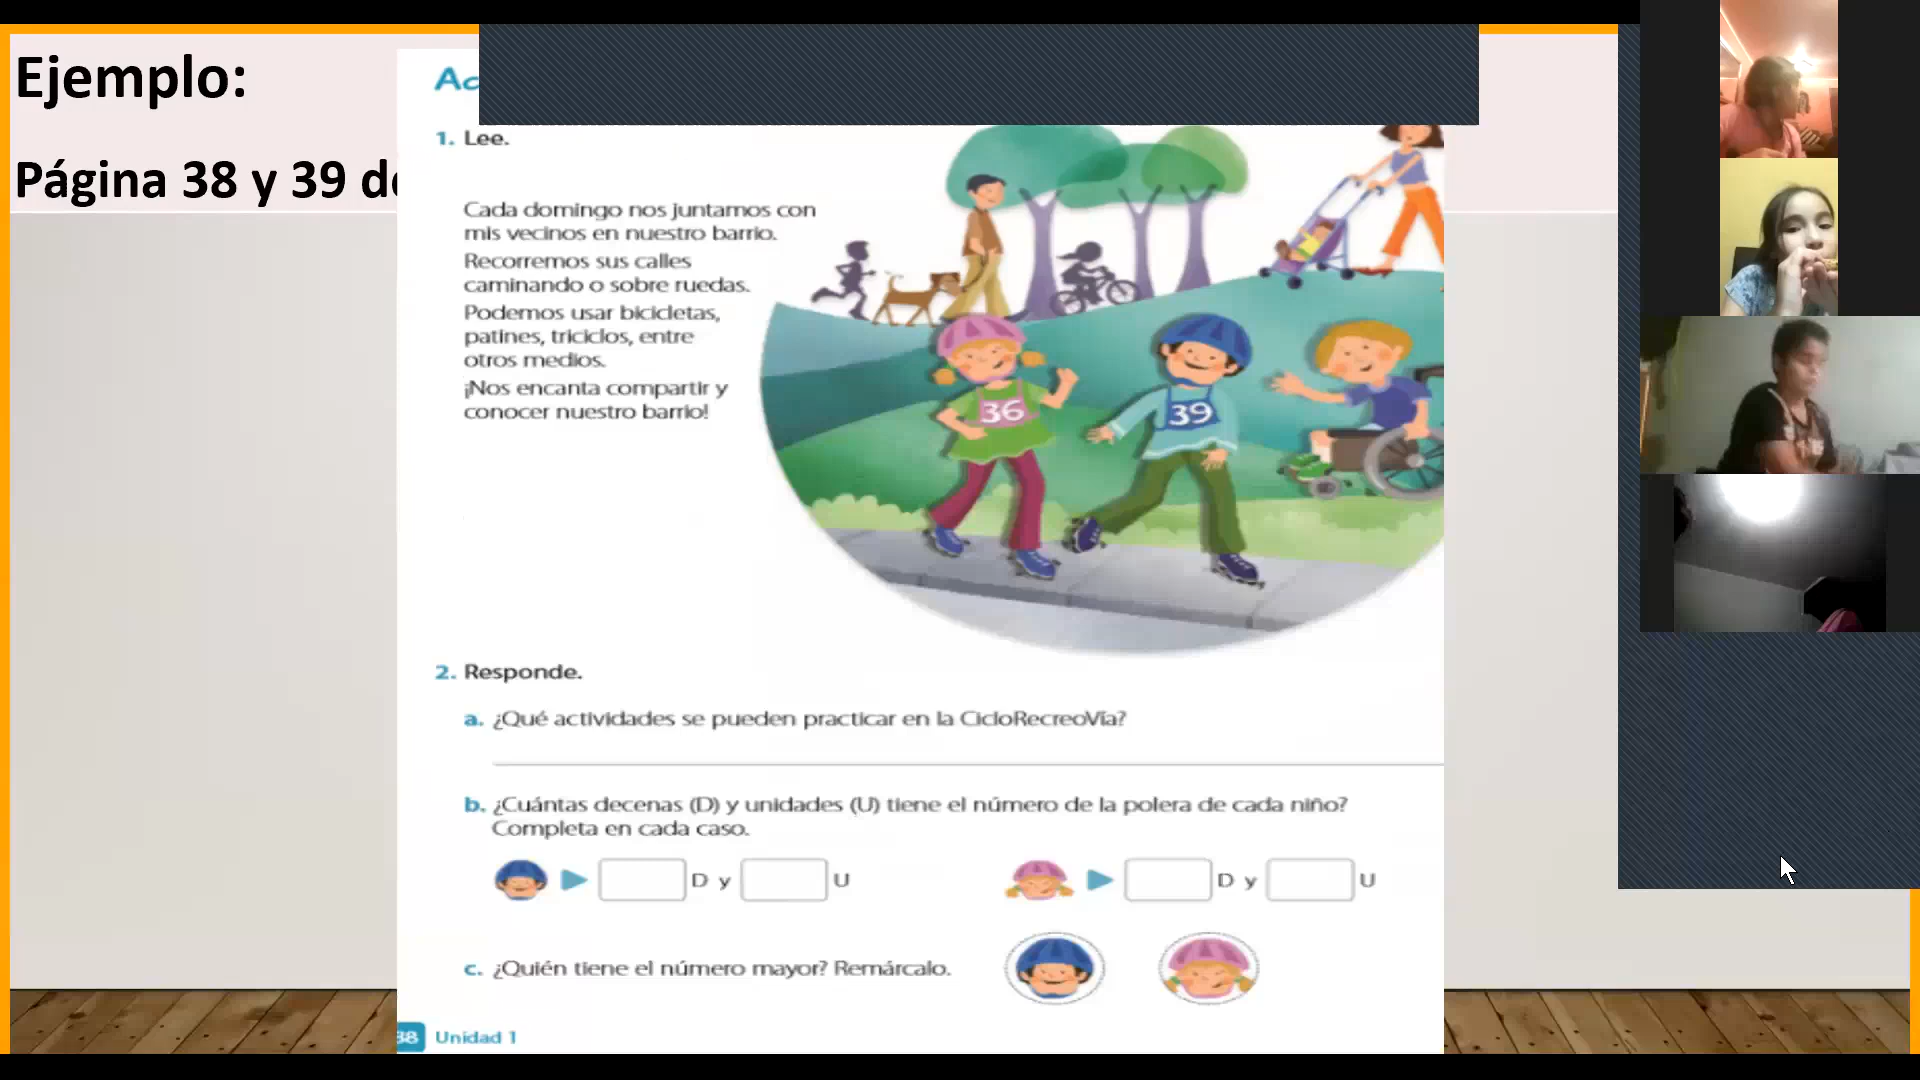 Ejemplo:
Página 38 y 39
1. Lee.
Cada domingo nos juntamos con
mis vecinos en nuestro barrio.
Recorremos sus calles
caminando o sobre ruedas.
Podemos usar bicicletas,
patines, triciclos, entre
otros medios.
¡Nos encanta compartir y
conocer nuestro barrio!
36
39
2. Responde.
a. ¿Qué actividades se pueden practicar en la CicloRecreoVía?
b. ¿Cuántas decenas (D) y unidades (U) tiene el número de la polera de cada niño?
Completa en cada caso.
D y U
D y U
c. ¿Quién tiene el número mayor? Remárcalo.
38 Unidad 1